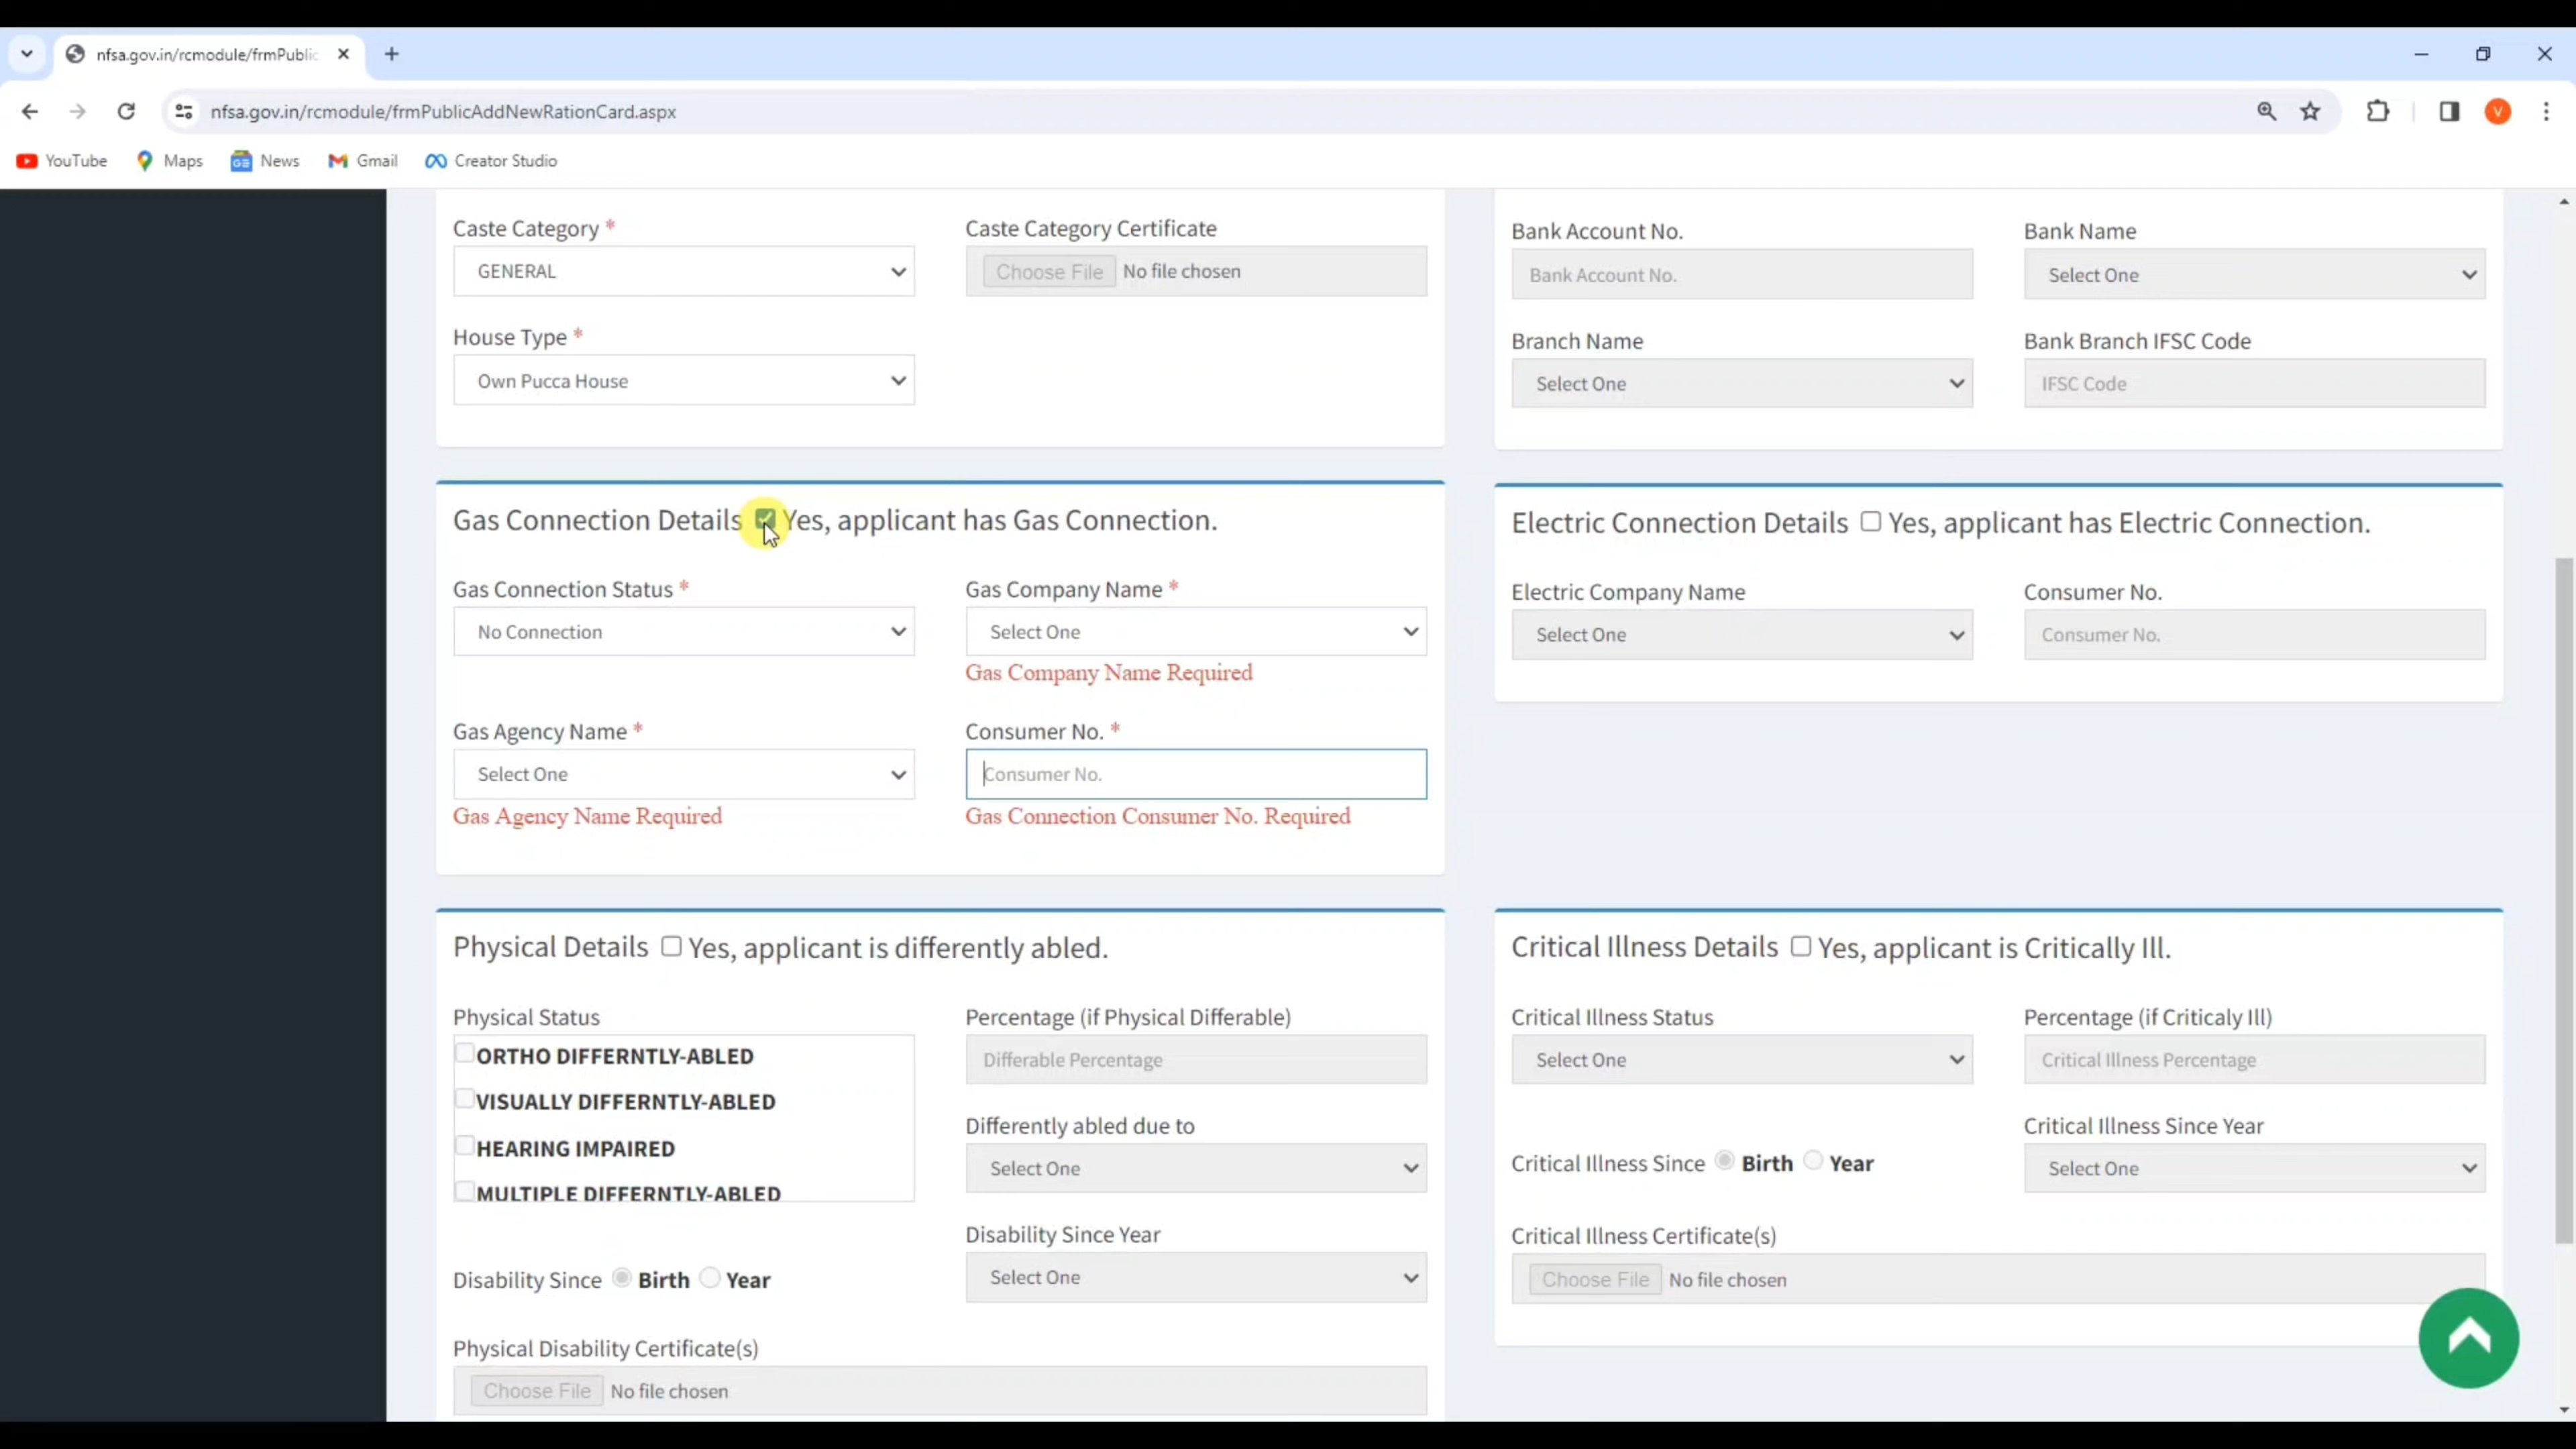 nfsa.gov.in/rcmodule/frmPublic
nfsa.gov.in/rcmodule/frmPublicAddNewRationCard.aspx
V
YouTube Maps News Gmail Creator Studio
Caste Category *
GENERAL
Caste Category Certificate
Choose File No file chosen
House Type *
Own Pucca House
Bank Account No.
Bank Account No.
Bank Name
Select One
Branch Name
Select One
Bank Branch IFSC Code
IFSC Code
Gas Connection Details Yes, applicant has Gas Connection.
Gas Connection Status *
No Connection
Gas Company Name *
Select One
Gas Company Name Required
Gas Agency Name *
Select One
Gas Agency Name Required
Consumer No. *
Consumer No.
Gas Connection Consumer No. Required
Electric Connection Details Yes, applicant has Electric Connection.
Electric Company Name
Select One
Consumer No.
Consumer No.
Physical Details Yes, applicant is differently abled.
Physical Status
ORTHO DIFFERNTLY-ABLED
VISUALLY DIFFERNTLY-ABLED
HEARING IMPAIRED
MULTIPLE DIFFERNTLY-ABLED
Percentage (if Physical Differable)
Differable Percentage
Differently abled due to
Select One
Disability Since Birth Year
Disability Since Year
Select One
Physical Disability Certificate(s)
Choose File No file chosen
Critical Illness Details Yes, applicant is Critically Ill.
Critical Illness Status
Select One
Percentage (if Criticaly Ill)
Critical Illness Percentage
Critical Illness Since Birth Year
Critical Illness Since Year
Select One
Critical Illness Certificate(s)
Choose File No file chosen